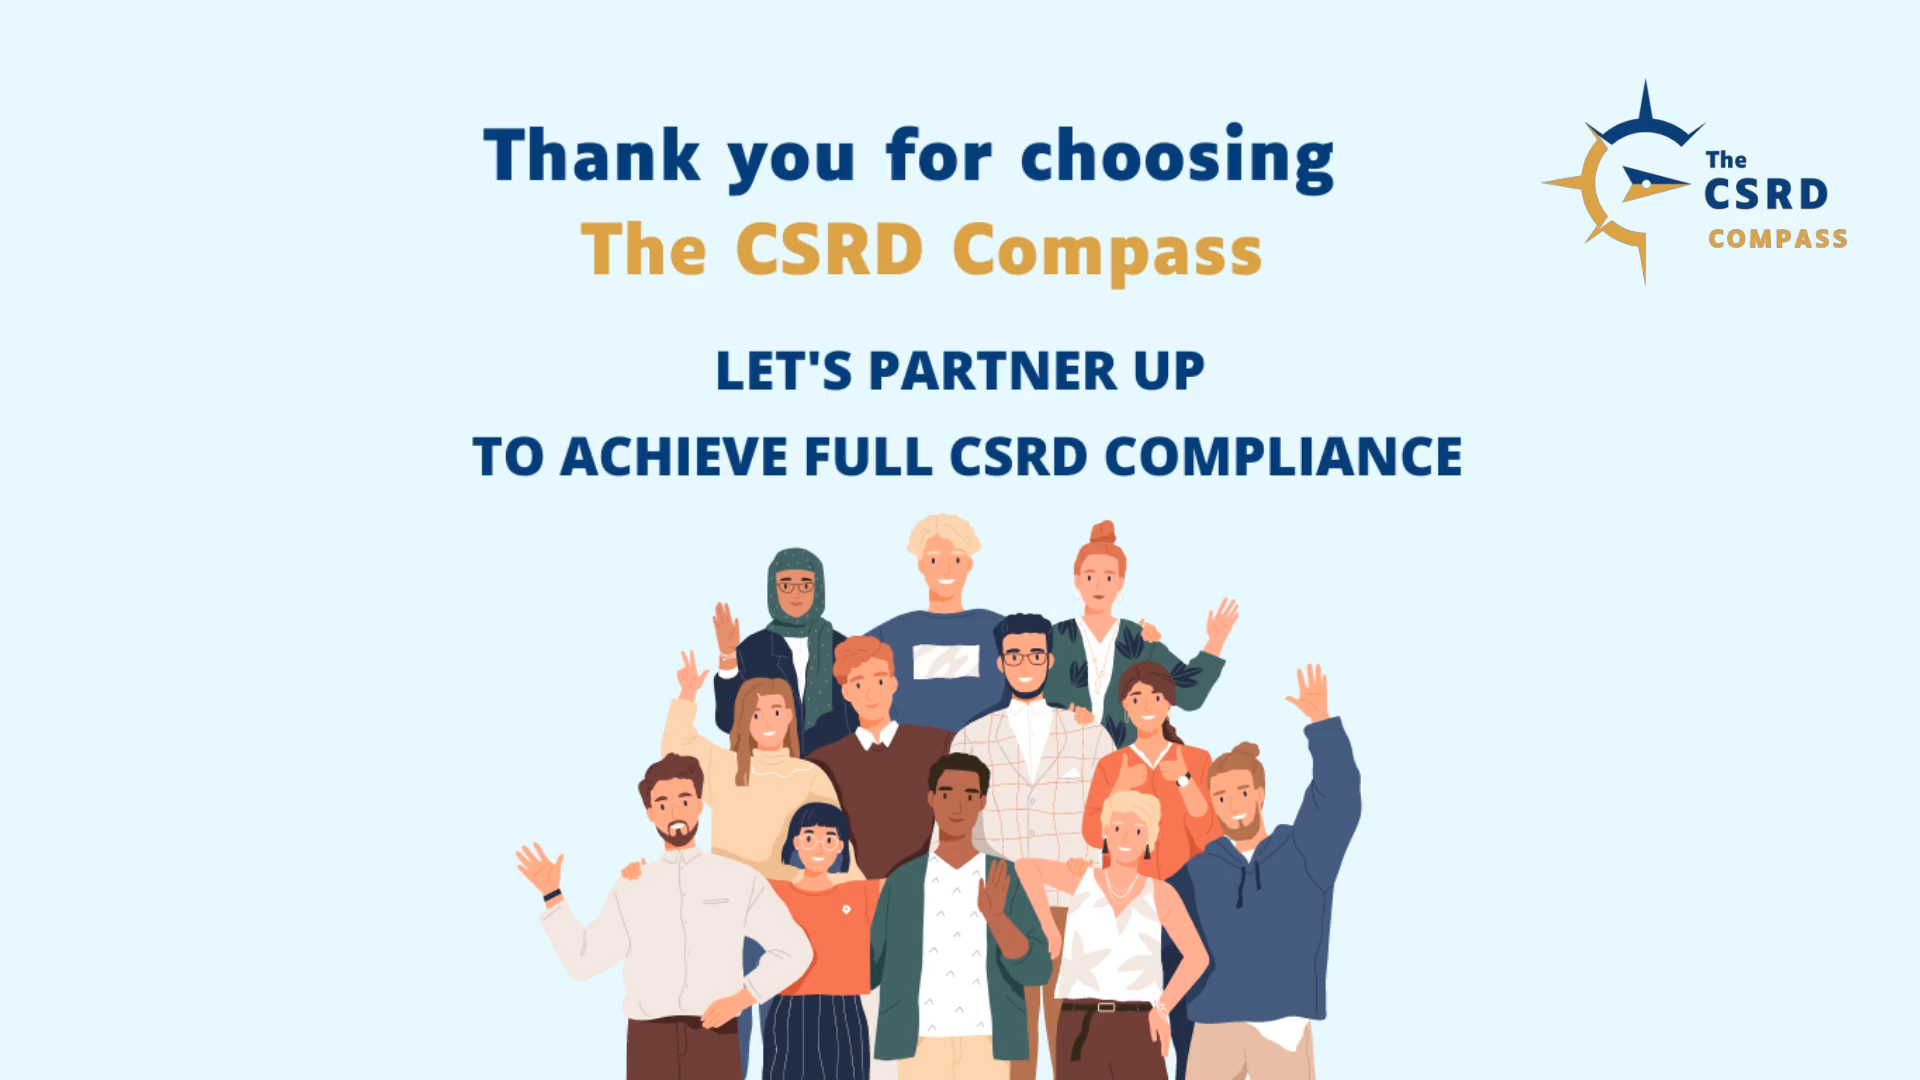 Thank you for choosing
The CSRD Compass
The
CSRD
COMPASS
LET'S PARTNER UP
TO ACHIEVE FULL CSRD COMPLIANCE